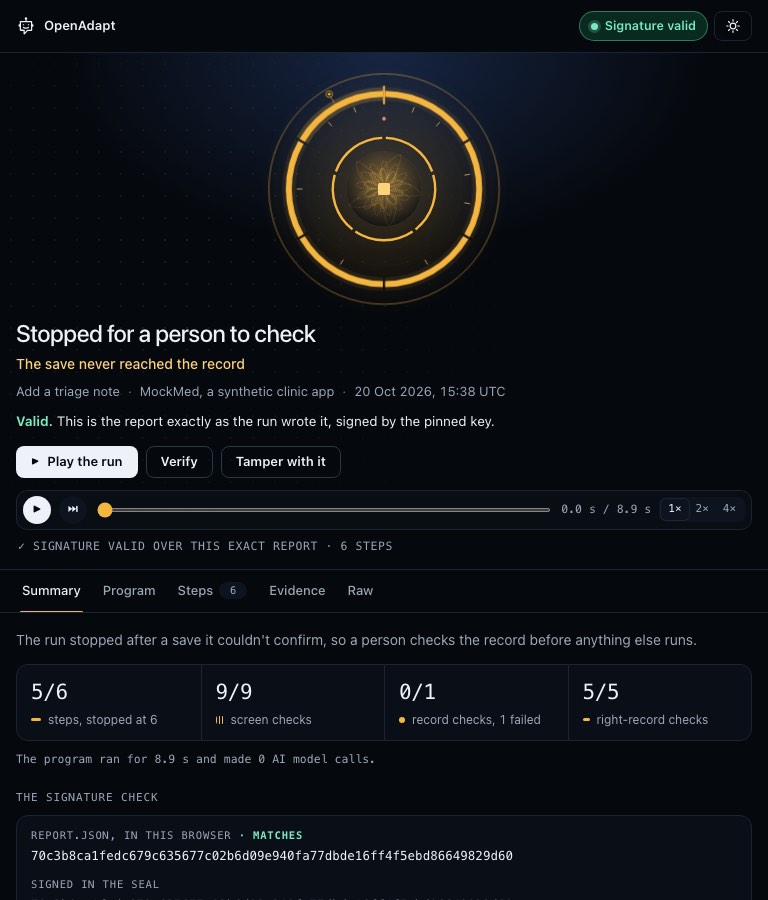 OpenAdapt
Signature valid
Stopped for a person to check
The save never reached the record
Add a triage note · MockMed, a synthetic clinic app · 20 Oct 2026, 15:38 UTC
Valid. This is the report exactly as the run wrote it, signed by the pinned key.
Play the run
Verify
Tamper with it
0.0 s / 8.9 s 1× 2× 4×
✓ SIGNATURE VALID OVER THIS EXACT REPORT · 6 STEPS
Summary Program Steps 6 Evidence Raw
The run stopped after a save it couldn't confirm, so a person checks the record before anything else runs.
5/6
steps, stopped at 6
9/9
screen checks
0/1
record checks, 1 failed
5/5
right-record checks
The program ran for 8.9 s and made 0 AI model calls.
THE SIGNATURE CHECK
REPORT.JSON, IN THIS BROWSER · MATCHES
70c3b8ca1fedc679c635677c02b6d09e940fa77dbde16ff4f5ebd86649829d60
SIGNED IN THE SEAL